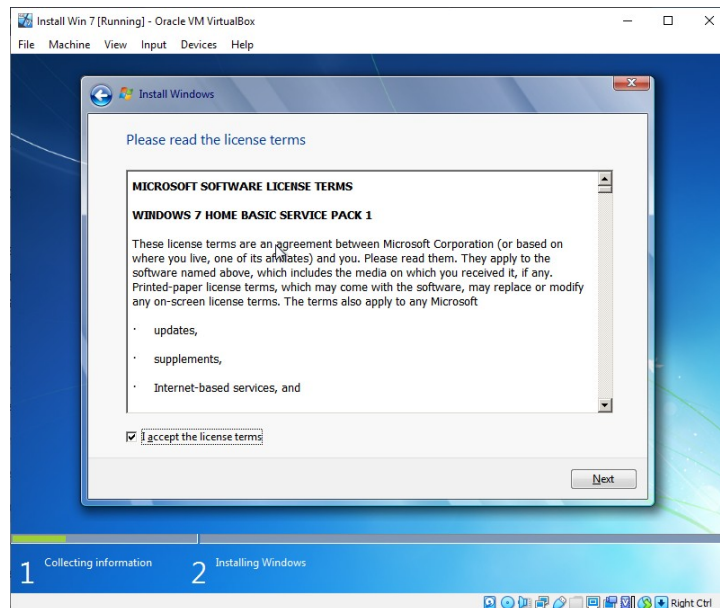 Install Win 7 [Running] - Oracle VM VirtualBox
File Machine View Input Devices Help
Install Windows
Please read the license terms
MICROSOFT SOFTWARE LICENSE TERMS
WINDOWS 7 HOME BASIC SERVICE PACK 1
These license terms are an agreement between Microsoft Corporation (or based on
where you live, one of its affiliates) and you. Please read them. They apply to the
software named above, which includes the media on which you received it, if any.
Printed-paper license terms, which may come with the software, may replace or modify
any on-screen license terms. The terms also apply to any Microsoft
· updates,
· supplements,
· Internet-based services, and
I accept the license terms
Next
1 Collecting information 2 Installing Windows
Right Ctrl